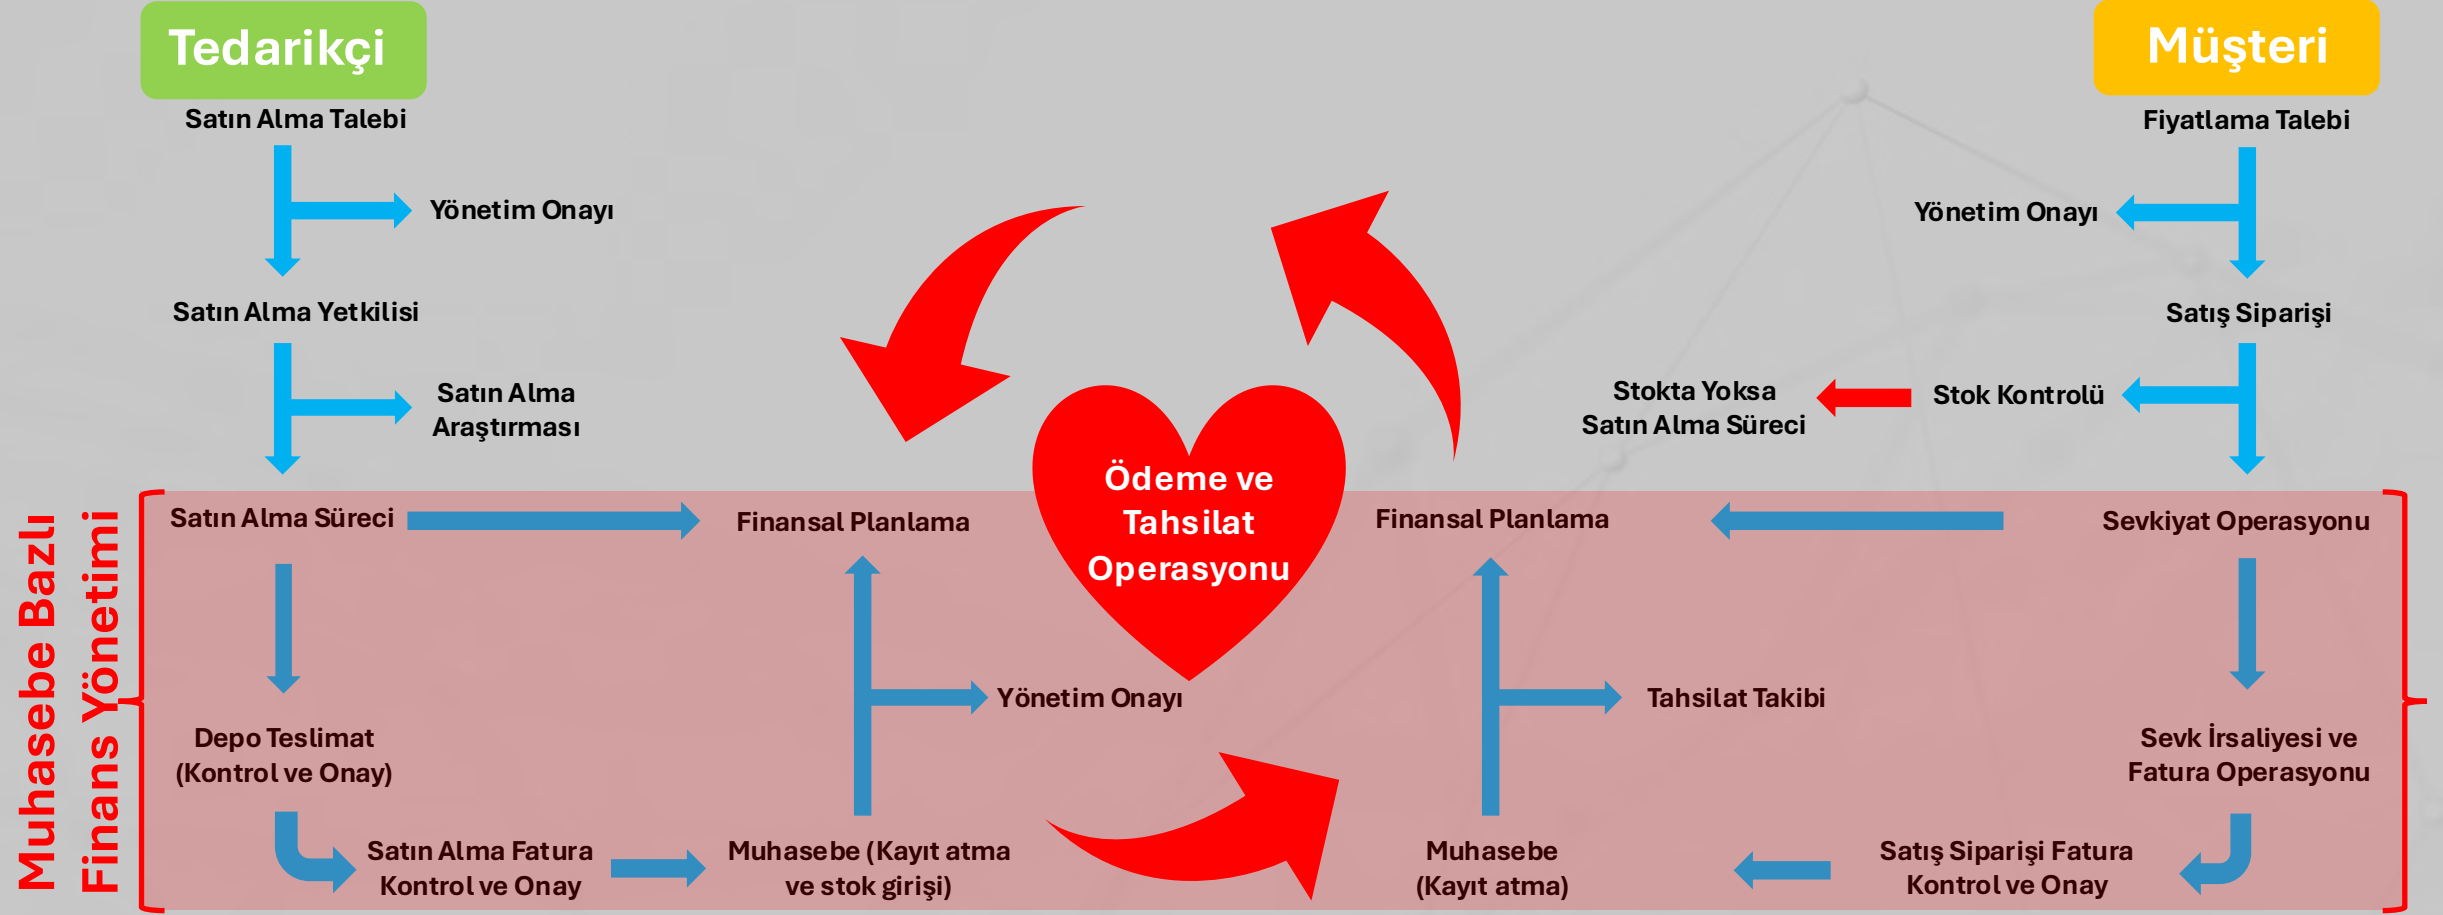 Tedarikçi
Satın Alma Talebi
Yönetim Onayı
Satın Alma Yetkilisi
Satın Alma
Araştırması
Müşteri
Fiyatlama Talebi
Yönetim Onayı
Satış Siparişi
Stok Kontrolü
Stokta Yoksa
Satın Alma Süreci
Ödeme ve
Tahsilat
Operasyonu
Muhasebe Bazlı
Finans Yönetimi
Satın Alma Süreci
Finansal Planlama
Yönetim Onayı
Depo Teslimat
(Kontrol ve Onay)
Satın Alma Fatura
Kontrol ve Onay
Muhasebe (Kayıt atma
ve stok girişi)
Finansal Planlama
Sevkiyat Operasyonu
Tahsilat Takibi
Sevk İrsaliyesi ve
Fatura Operasyonu
Satış Siparişi Fatura
Kontrol ve Onay
Muhasebe
(Kayıt atma)